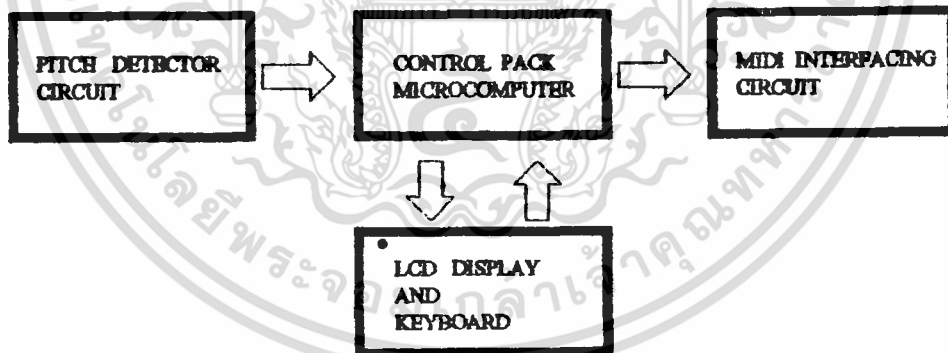 PITCH DETECTOR
CIRCUIT
CONTROL PACK
MICROCOMPUTER
MIDI INTERFACING
CIRCUIT
LCD DISPLAY
AND
KEYBOARD